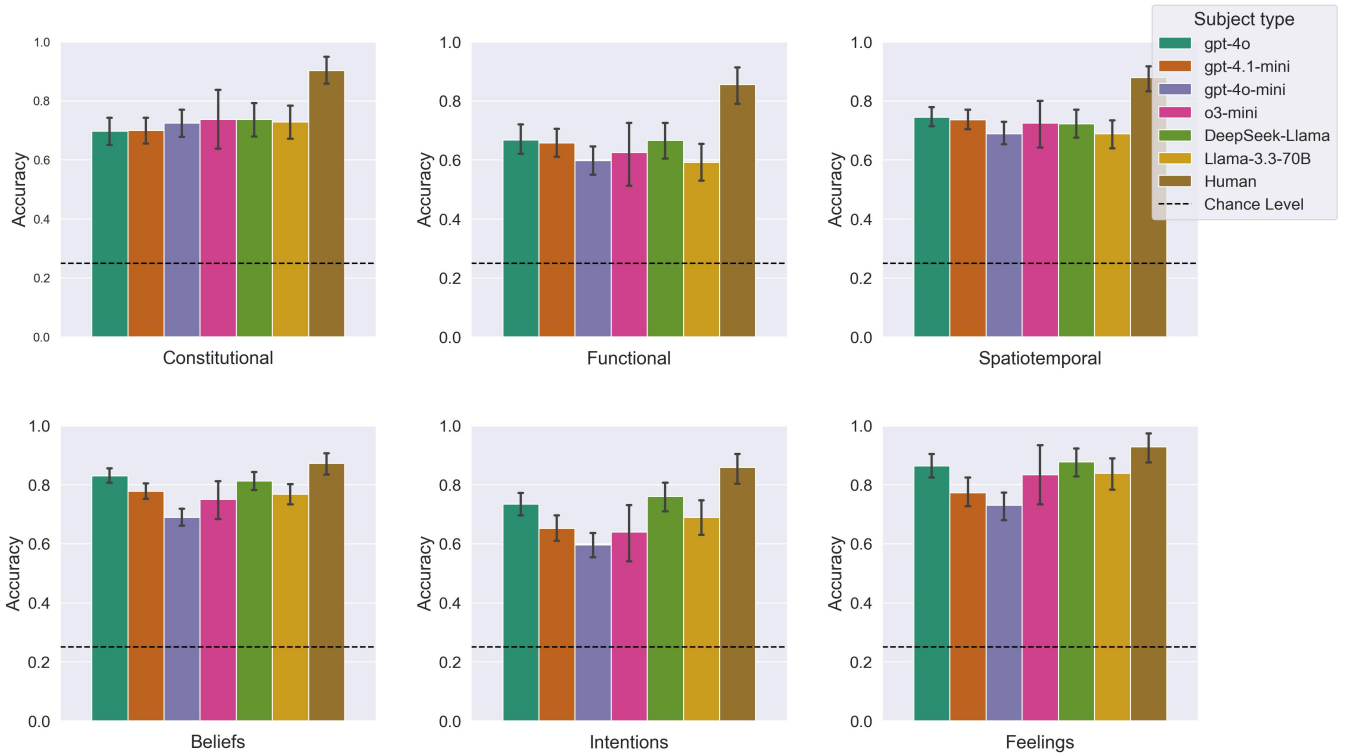 Subject type
gpt-4o
gpt-4.1-mini
gpt-4o-mini
o3-mini
DeepSeek-Llama
Llama-3.3-70B
Human
Chance Level
Accuracy
1.0
0.8
0.6
0.4
0.2
0.0
Constitutional
Accuracy
1.0
0.8
0.6
0.4
0.2
0.0
Functional
Accuracy
1.0
0.8
0.6
0.4
0.2
0.0
Spatiotemporal
Accuracy
1.0
0.8
0.6
0.4
0.2
0.0
Beliefs
Accuracy
1.0
0.8
0.6
0.4
0.2
0.0
Intentions
Accuracy
1.0
0.8
0.6
0.4
0.2
0.0
Feelings